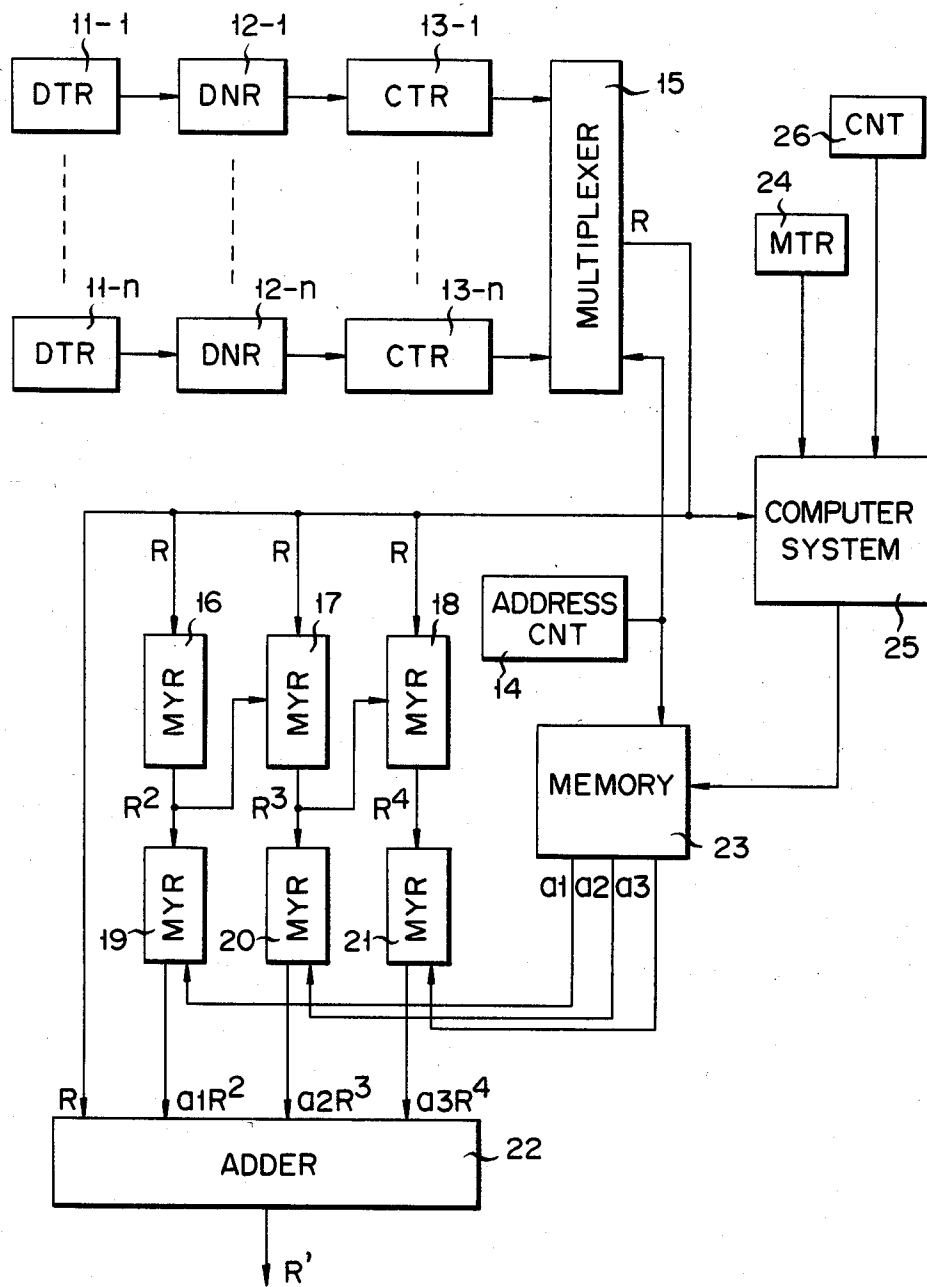 11-1 12-1 13-1
DTR DNR CTR
MULTIPLEXER
15
CNT
26
24
MTR
R
11-n 12-n 13-n
DTR DNR CTR
COMPUTER
SYSTEM
25
R R R
16 17 18
ADDRESS
CNT
14
MYR MYR MYR
MEMORY
23
R2 R3 R4
a1 a2 a3
MYR MYR MYR
19 20 21
R a1R2 a2R3 a3R4
ADDER
22
R'